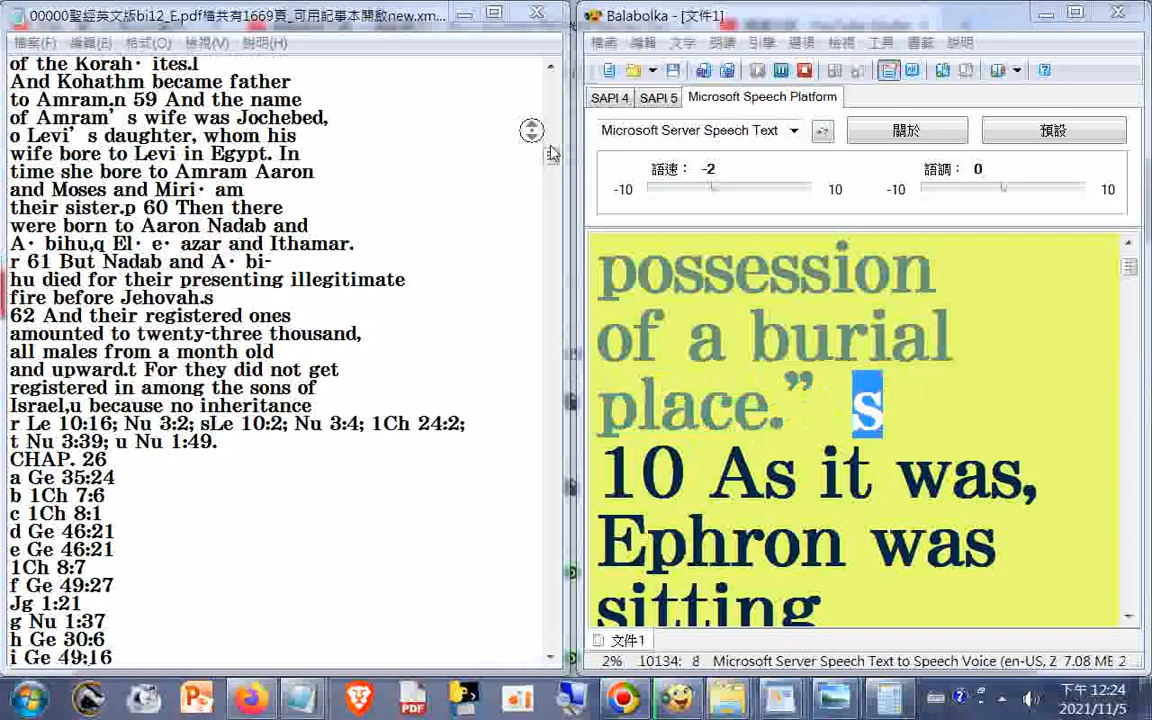 00000聖經英文版bi12_E.pdf檔共有1669頁_可用記事本開啟new.xm...
檔案(F) 編輯(E) 格式(O) 檢視(V) 說明(H)
of the Korah· ites.l
And Kohathm became father
to Amram.n 59 And the name
of Amram’s wife was Jochebed,
o Levi’s daughter, whom his
wife bore to Levi in Egypt. In
time she bore to Amram Aaron
and Moses and Miri· am
their sister.p 60 Then there
were born to Aaron Nadab and
A· bihu,q El· e· azar and Ithamar.
r 61 But Nadab and A· bi-
hu died for their presenting illegitimate
fire before Jehovah.s
62 And their registered ones
amounted to twenty-three thousand,
all males from a month old
and upward.t For they did not get
registered in among the sons of
Israel,u because no inheritance
r Le 10:16; Nu 3:2; sLe 10:2; Nu 3:4; 1Ch 24:2;
t Nu 3:39; u Nu 1:49.
CHAP. 26
a Ge 35:24
b 1Ch 7:6
c 1Ch 8:1
d Ge 46:21
e Ge 46:21
1Ch 8:7
f Ge 49:27
Jg 1:21
g Nu 1:37
h Ge 30:6
i Ge 49:16
Balabolka - [文件1]
檔案 編輯 文字 朗讀 引擎 選項 檢視 工具 書籤 說明
SAPI 4 SAPI 5 Microsoft Speech Platform
Microsoft Server Speech Text 關於 預設
語速： -2 語調： 0
-10 10 -10 10
possession
of a burial
place.” s
10 As it was,
Ephron was
sitting
文件1
2% 10134: 8 Microsoft Server Speech Text to Speech Voice (en-US, Z 7.08 MB 2
PDF
下午 12:24
2021/11/5